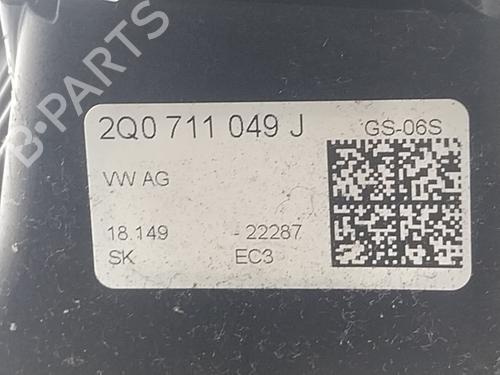 B-PARTS
2Q0 711 049 J GS-06S
VW AG
18.149 - 22287
SK EC3